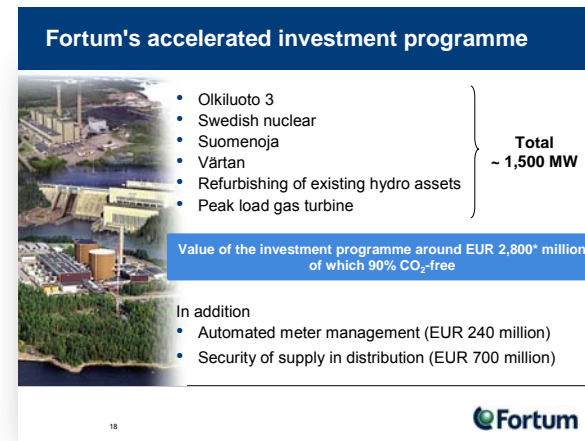 Fortum's accelerated investment programme
• Olkiluoto 3
• Swedish nuclear
• Suomenoja
• Värtan
• Refurbishing of existing hydro assets
• Peak load gas turbine
Total
~ 1,500 MW
Value of the investment programme around EUR 2,800* million
of which 90% CO₂-free
In addition
• Automated meter management (EUR 240 million)
• Security of supply in distribution (EUR 700 million)
18
Fortum